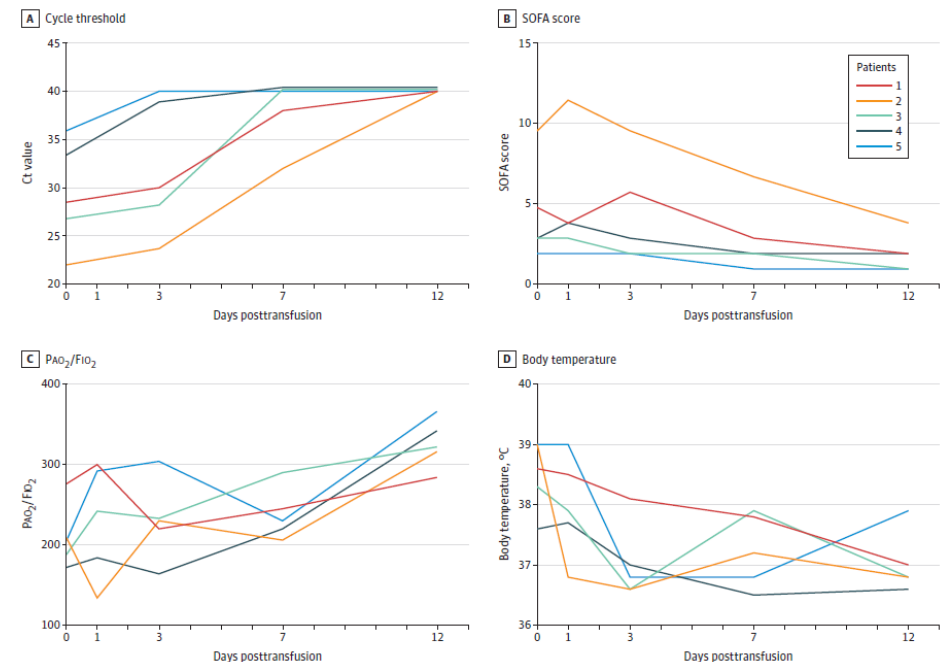 A Cycle threshold
45
40
35
30
25
20
Ct value
0 1 3 7 12
Days posttransfusion
B SOFA score
15
10
5
0
SOFA score
Patients
1
2
3
4
5
0 1 3 7 12
Days posttransfusion
C PAO2/FIO2
400
300
200
100
PAO2/FIO2
0 1 3 7 12
Days posttransfusion
D Body temperature
40
39
38
37
36
Body temperature, °C
0 1 3 7 12
Days posttransfusion